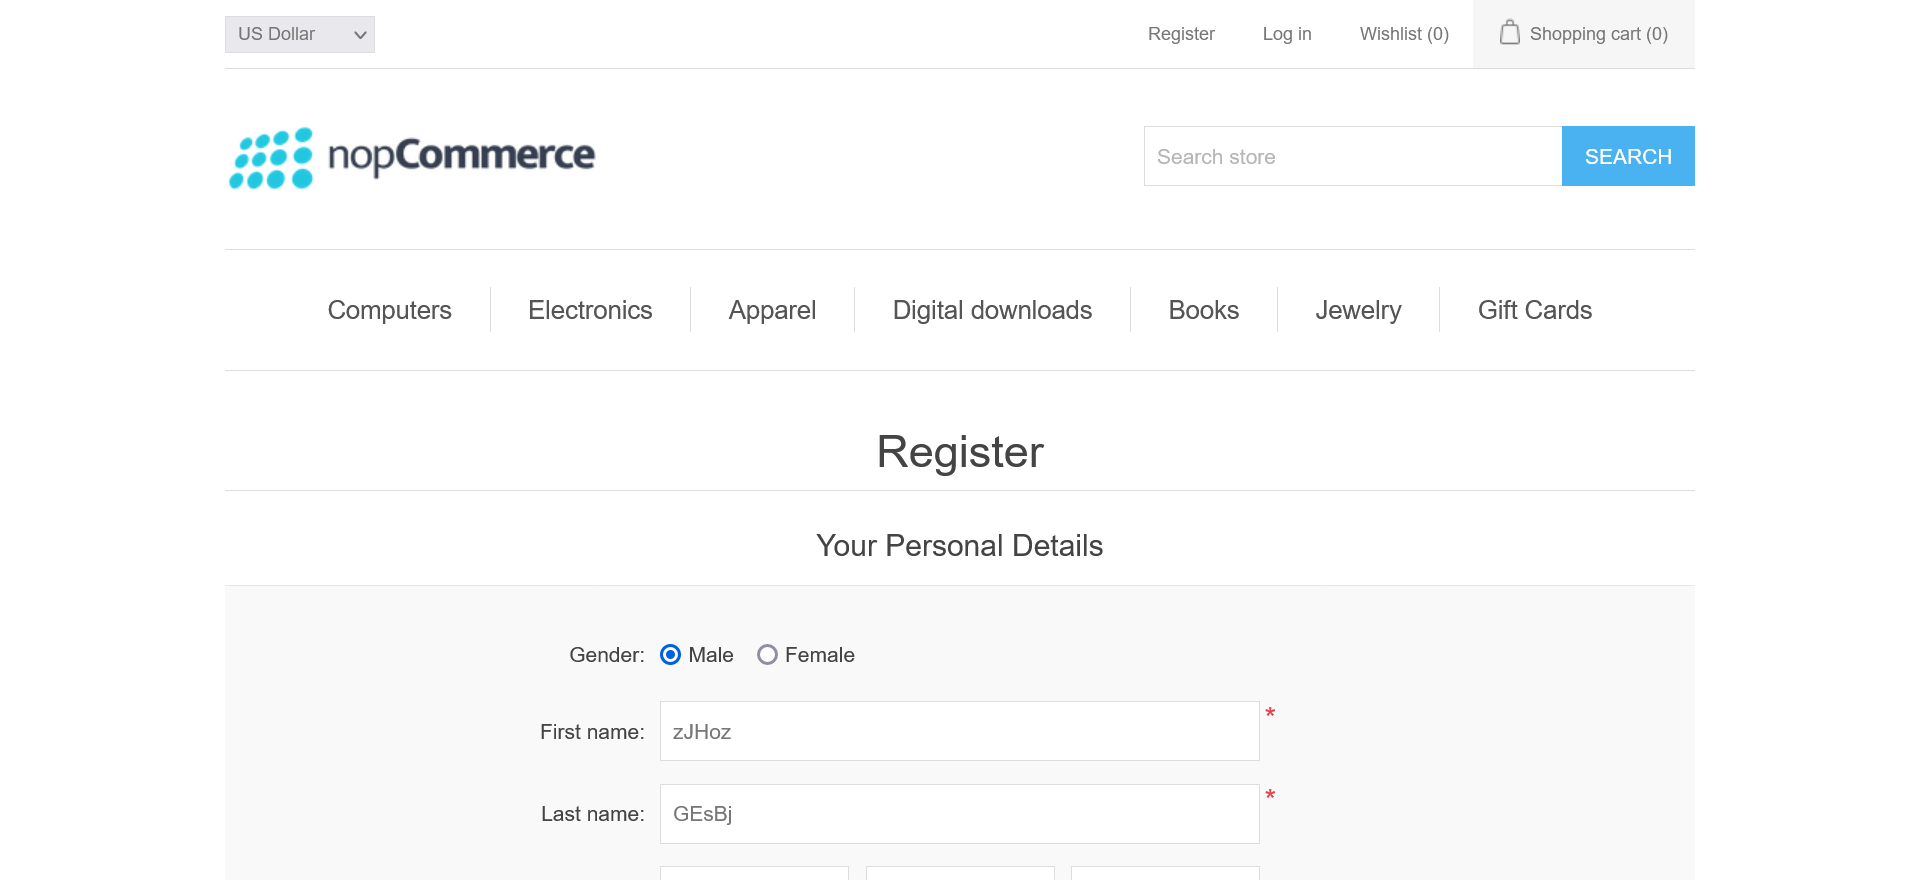 US Dollar
Register
Log in
Wishlist (0)
Shopping cart (0)
nopCommerce
Search store
SEARCH
Computers
Electronics
Apparel
Digital downloads
Books
Jewelry
Gift Cards
Register
Your Personal Details
Gender: Male Female
First name: zJHoz *
Last name: GEsBj *